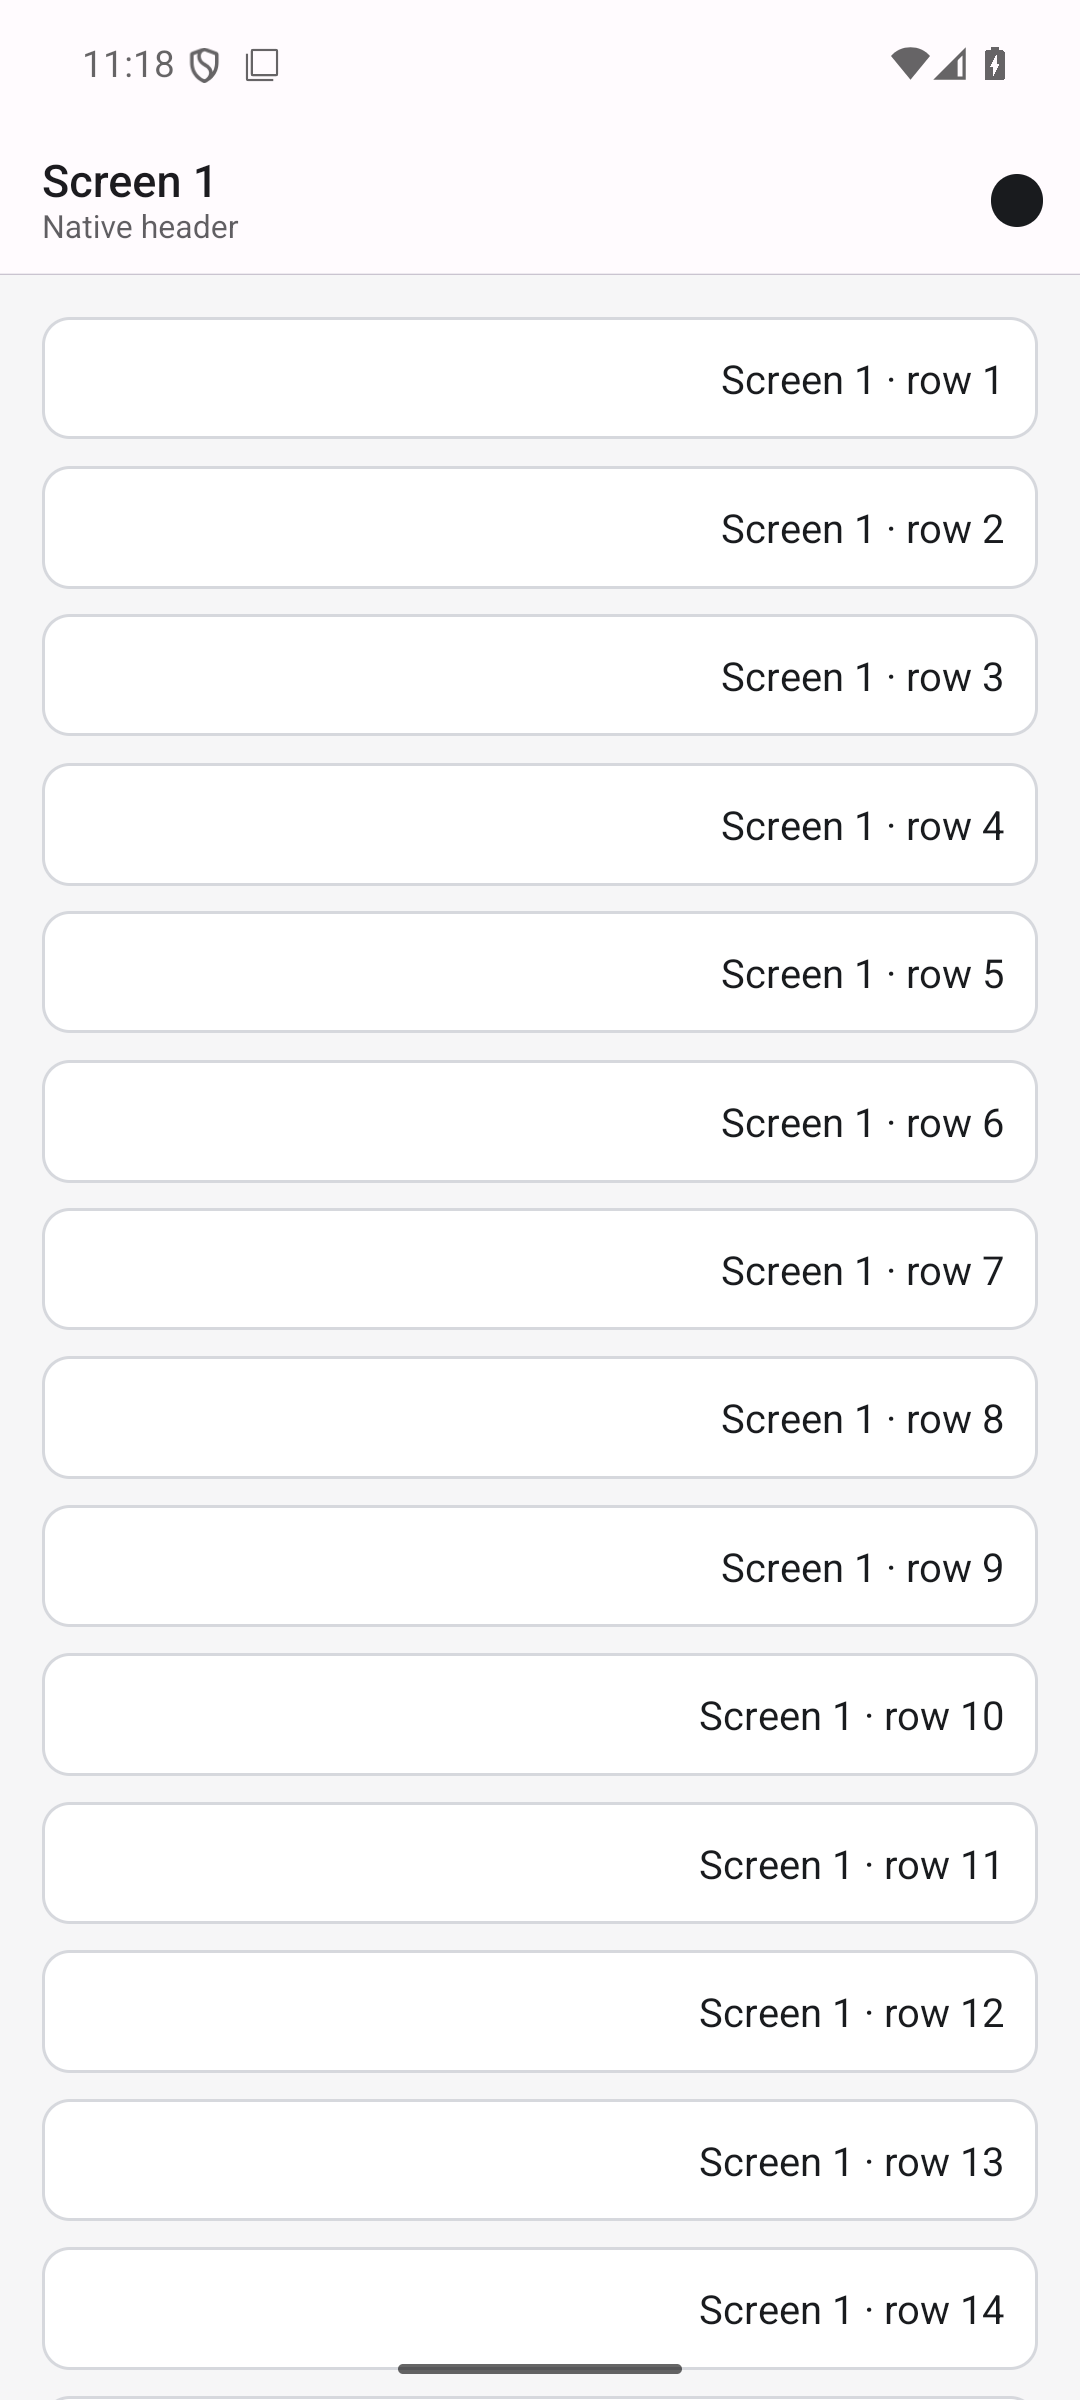 11:18
Screen 1
Native header
Screen 1 · row 1
Screen 1 · row 2
Screen 1 · row 3
Screen 1 · row 4
Screen 1 · row 5
Screen 1 · row 6
Screen 1 · row 7
Screen 1 · row 8
Screen 1 · row 9
Screen 1 · row 10
Screen 1 · row 11
Screen 1 · row 12
Screen 1 · row 13
Screen 1 · row 14